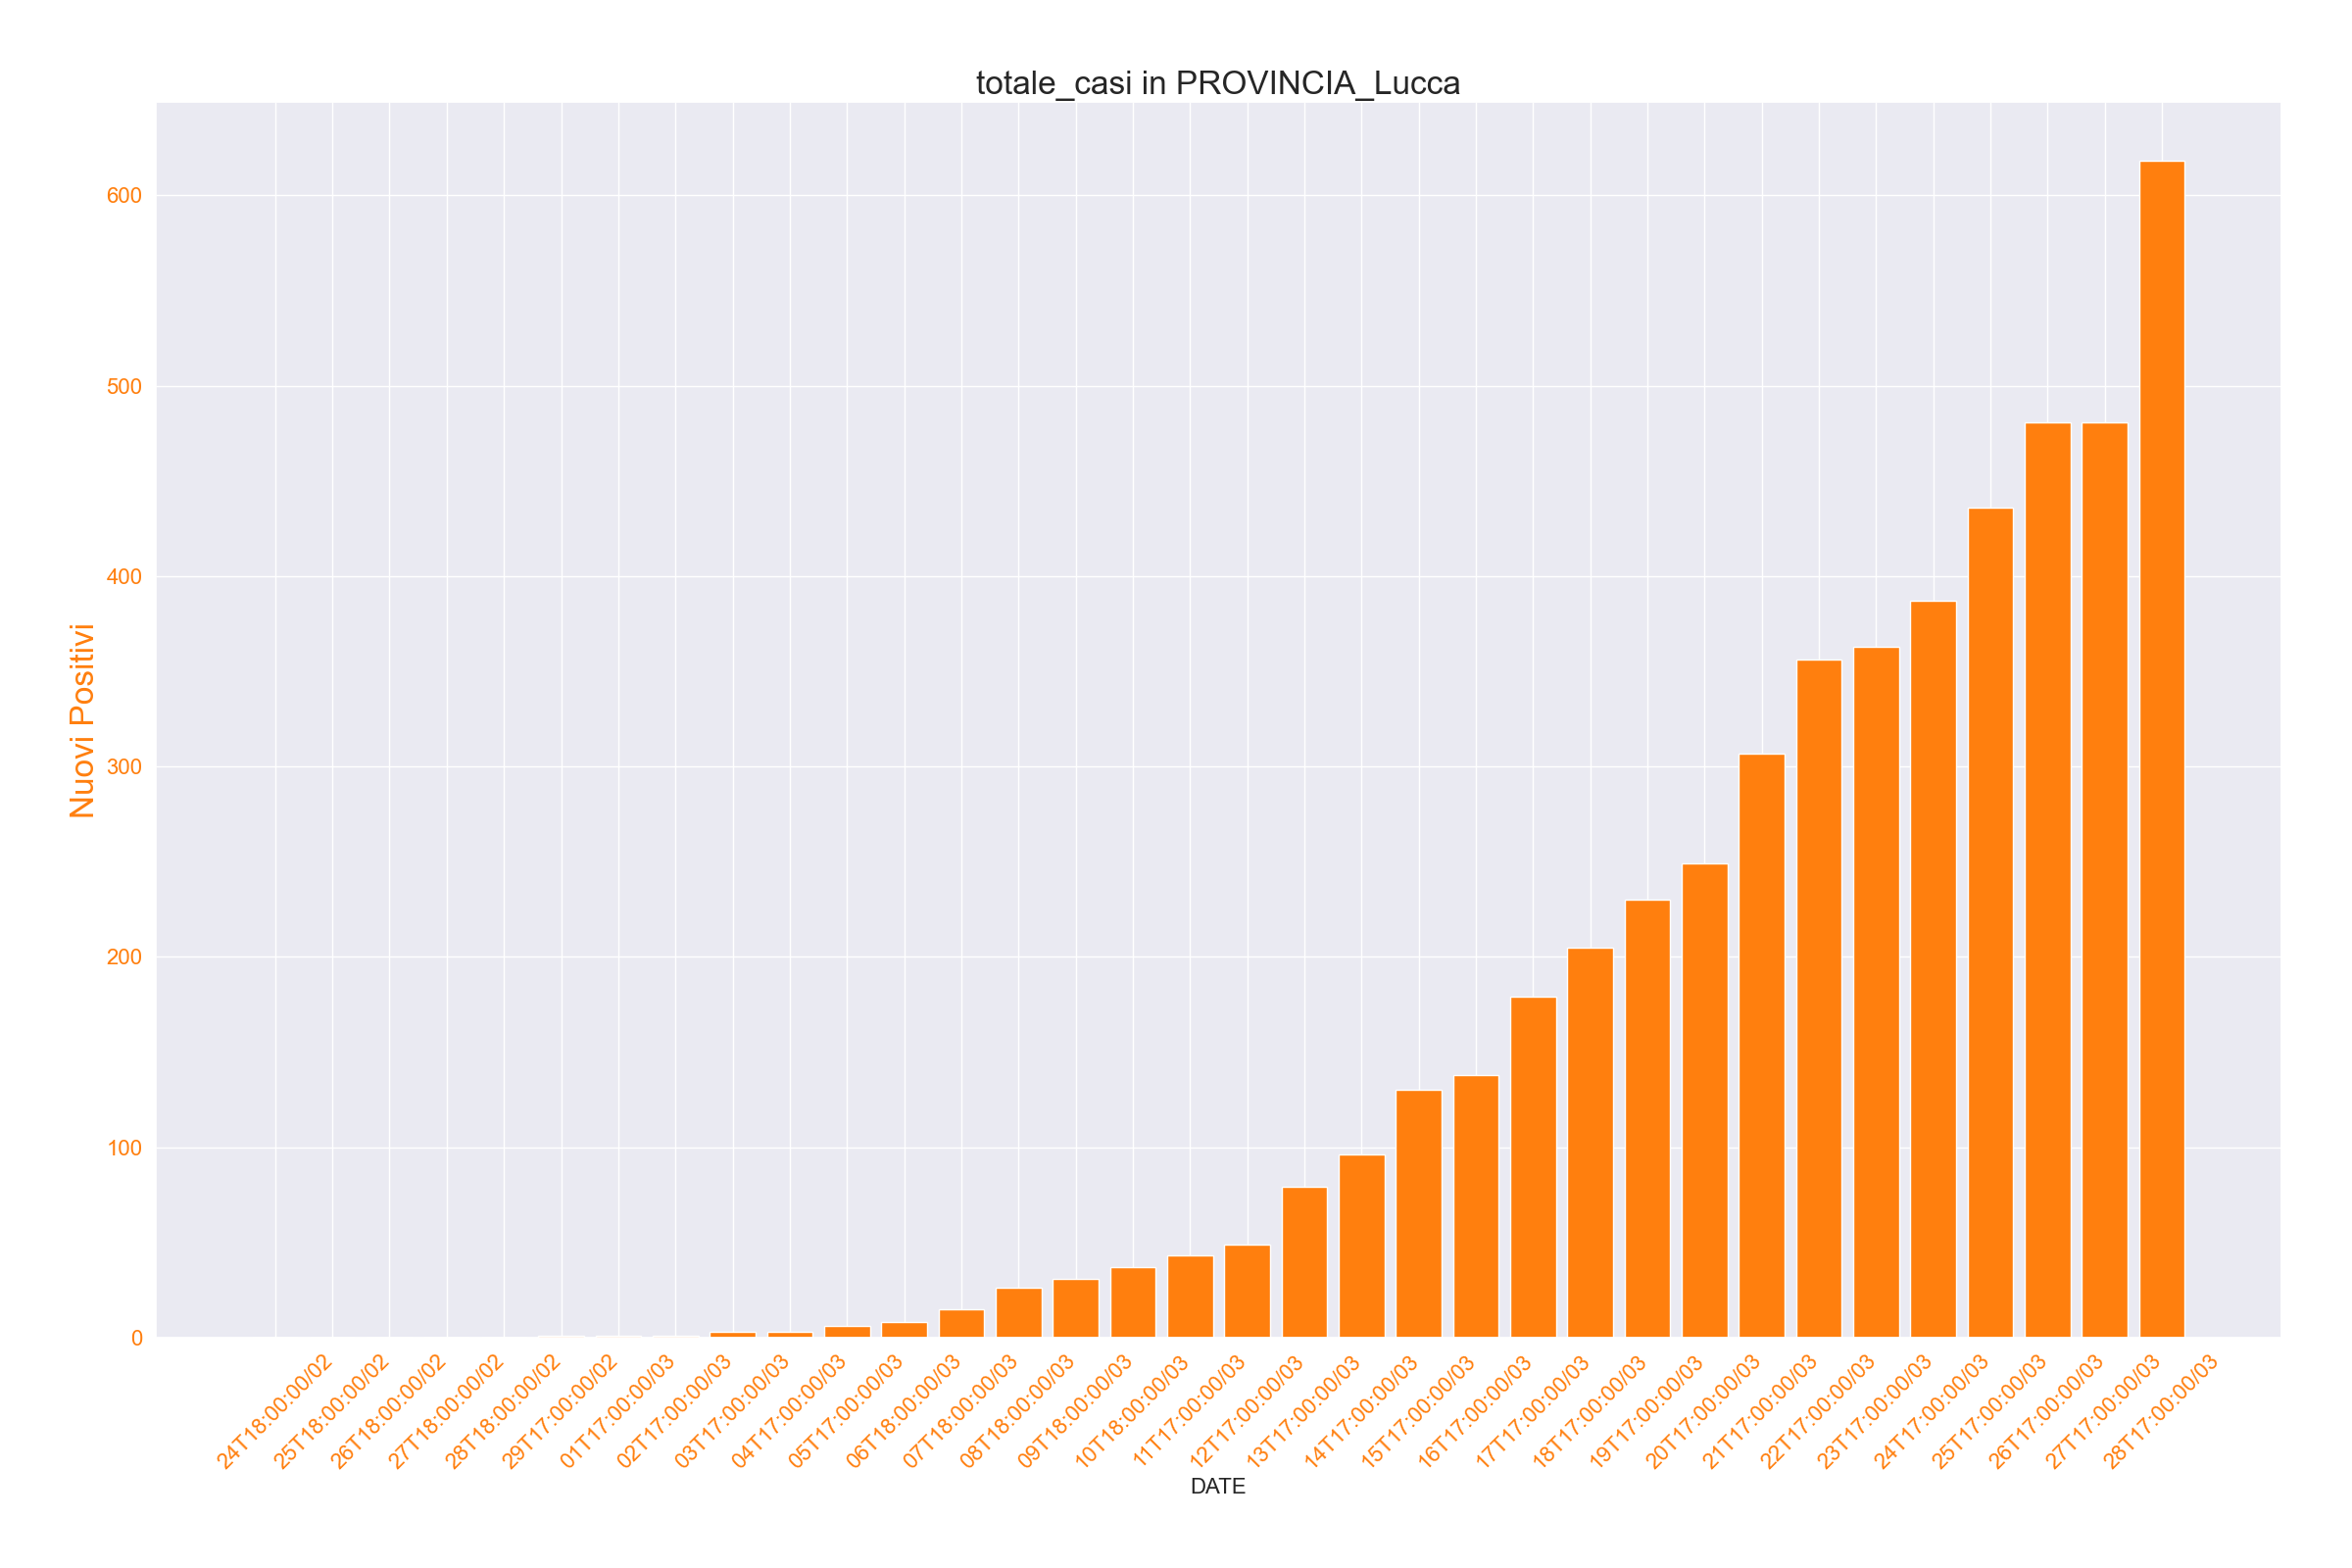 totale_casi in PROVINCIA_Lucca
Nuovi Positivi
600
500
400
300
200
100
0
24T18:00:00/02
25T18:00:00/02
26T18:00:00/02
27T18:00:00/02
28T18:00:00/02
29T17:00:00/02
01T17:00:00/03
02T17:00:00/03
03T17:00:00/03
04T17:00:00/03
05T17:00:00/03
06T18:00:00/03
07T18:00:00/03
08T18:00:00/03
09T18:00:00/03
10T18:00:00/03
11T17:00:00/03
12T17:00:00/03
13T17:00:00/03
14T17:00:00/03
15T17:00:00/03
16T17:00:00/03
17T17:00:00/03
18T17:00:00/03
19T17:00:00/03
20T17:00:00/03
21T17:00:00/03
22T17:00:00/03
23T17:00:00/03
24T17:00:00/03
25T17:00:00/03
26T17:00:00/03
27T17:00:00/03
28T17:00:00/03
DATE